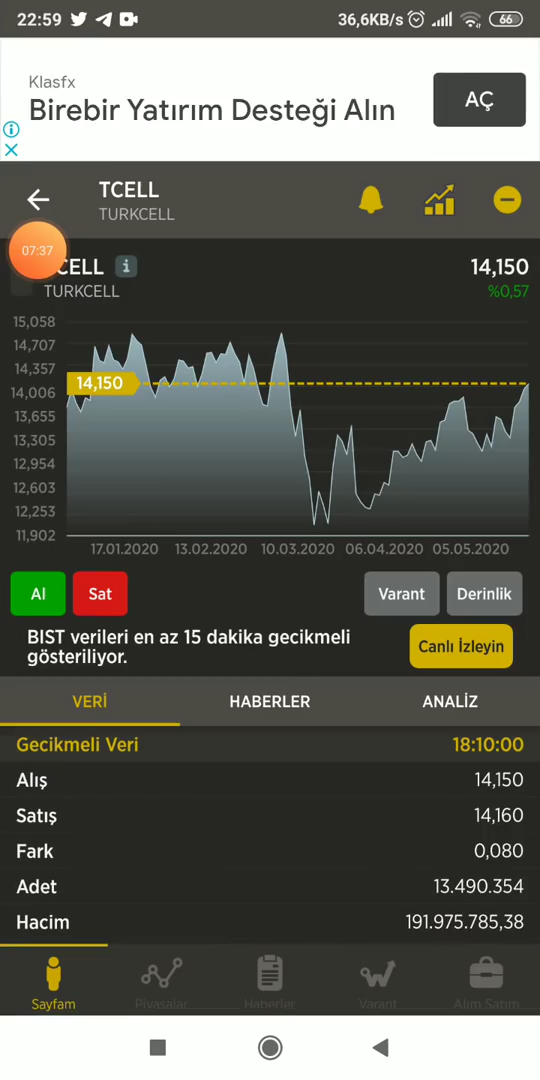 22:59
36,6KB/s
66
Klasfx
Birebir Yatırım Desteği Alın
AÇ
TCELL
TURKCELL
07:37
CELL
14,150
TURKCELL
%0,57
15,058
14,707
14,357
14,150
14,006
13,655
13,305
12,954
12,603
12,253
11,902
17.01.2020 13.02.2020 10.03.2020 06.04.2020 05.05.2020
Al
Sat
Varant
Derinlik
BIST verileri en az 15 dakika gecikmeli
gösteriliyor.
Canlı İzleyin
VERİ
HABERLER
ANALİZ
Gecikmeli Veri 18:10:00
Alış 14,150
Satış 14,160
Fark 0,080
Adet 13.490.354
Hacim 191.975.785,38
Sayfam
Piyasalar
Haberler
Varant
Alım Satım